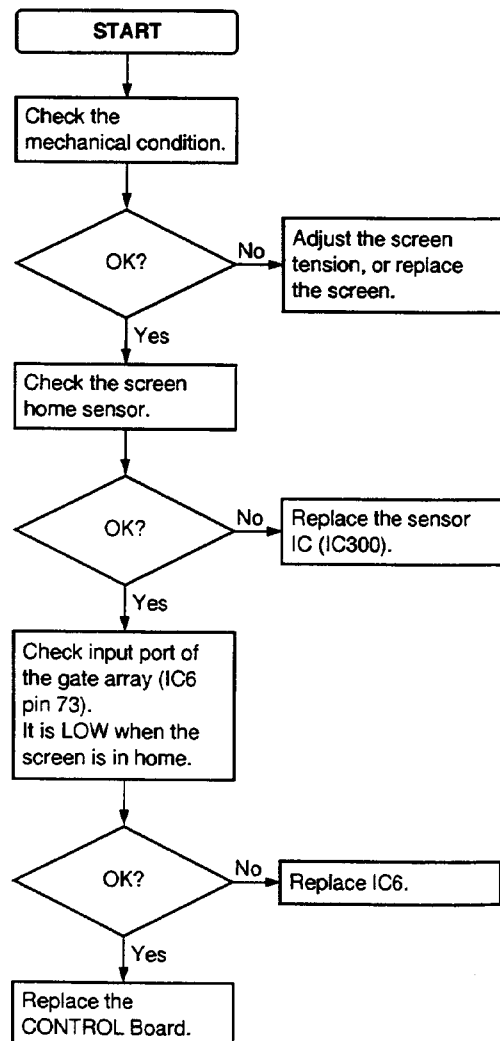 START
Check the
mechanical condition.
OK?
No
Adjust the screen
tension, or replace
the screen.
Yes
Check the screen
home sensor.
OK?
No
Replace the sensor
IC (IC300).
Yes
Check input port of
the gate array (IC6
pin 73).
It is LOW when the
screen is in home.
OK?
No
Replace IC6.
Yes
Replace the
CONTROL Board.